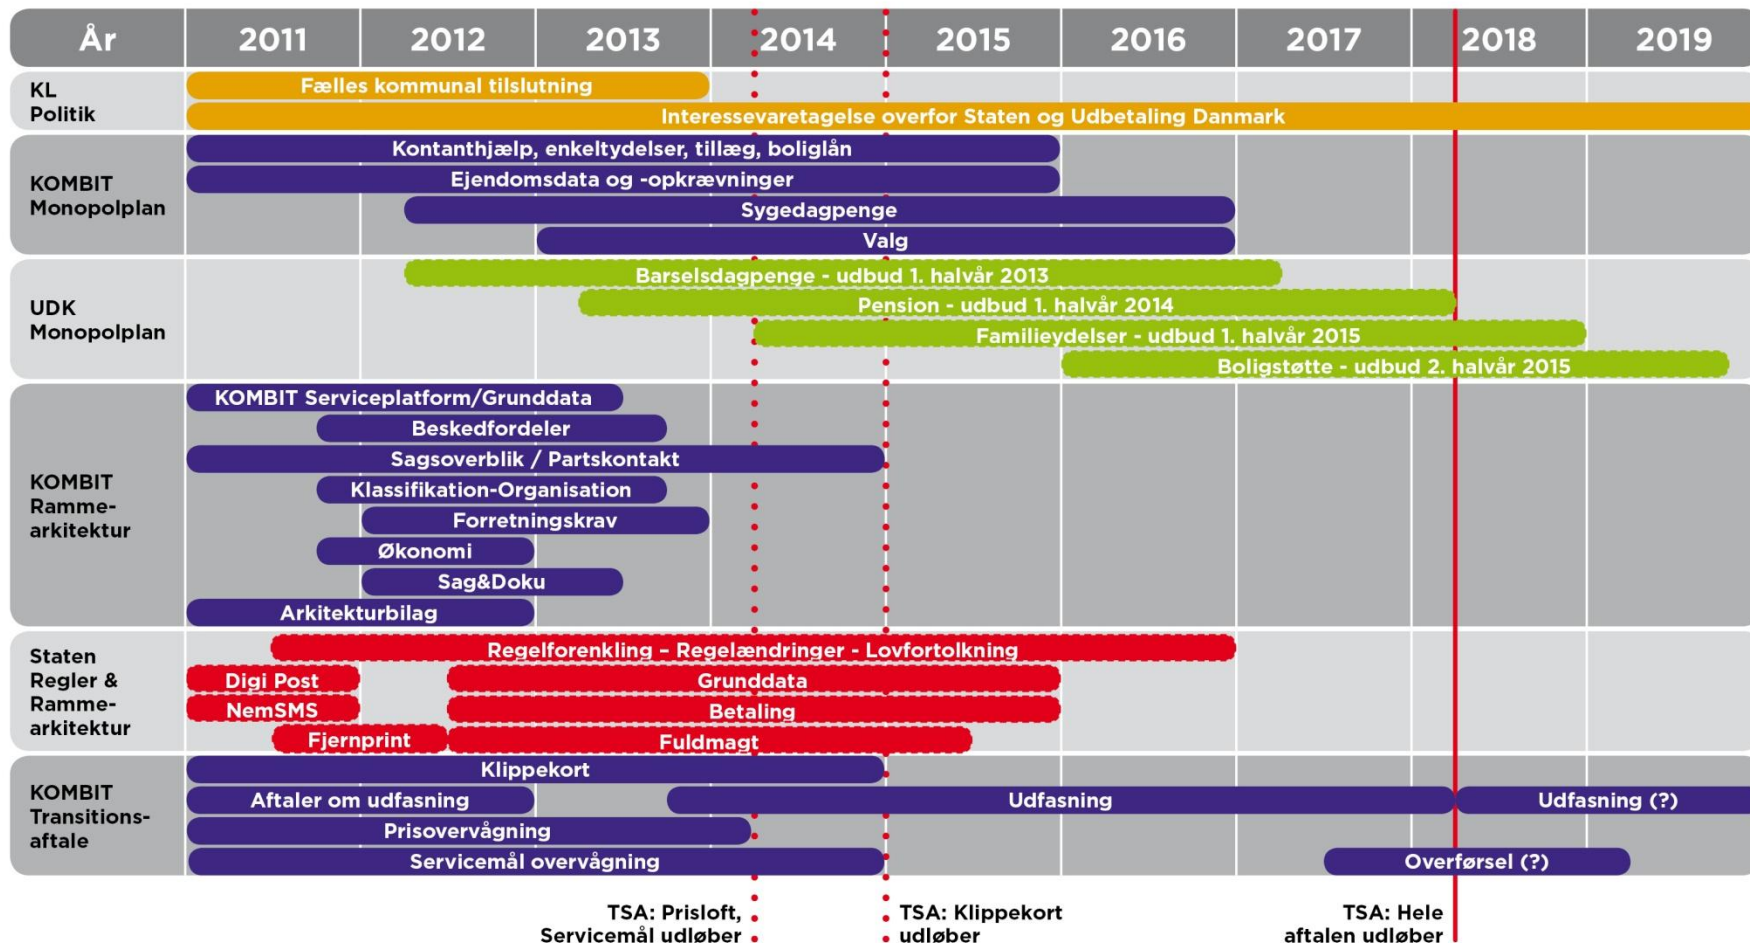 År 2011 2012 2013 2014 2015 2016 2017 2018 2019
KL
Politik
Fælles kommunal tilslutning
Interessevaretagelse overfor Staten og Udbetaling Danmark
KOMBIT
Monopolplan
Kontanthjælp, enkeltydelser, tillæg, boliglån
Ejendomsdata og -opkrævninger
Sygedagpenge
Valg
UDK
Monopolplan
Barselsdagpenge - udbud 1. halvår 2013
Pension - udbud 1. halvår 2014
Familieydelser - udbud 1. halvår 2015
Boligstøtte - udbud 2. halvår 2015
KOMBIT
Ramme-
arkitektur
KOMBIT Serviceplatform/Grunddata
Beskedfordeler
Sagsoverblik / Partskontakt
Klassifikation-Organisation
Forretningskrav
Økonomi
Sag&Doku
Arkitekturbilag
Staten
Regler &
Ramme-
arkitektur
Regelforenkling – Regelændringer - Lovfortolkning
Digi Post Grunddata
NemSMS Betaling
Fjernprint Fuldmagt
KOMBIT
Transitions-
aftale
Klippekort
Aftaler om udfasning Udfasning Udfasning (?)
Prisovervågning
Servicemål overvågning Overførsel (?)
TSA: Prisloft,
Servicemål udløber
TSA: Klippekort
udløber
TSA: Hele
aftalen udløber